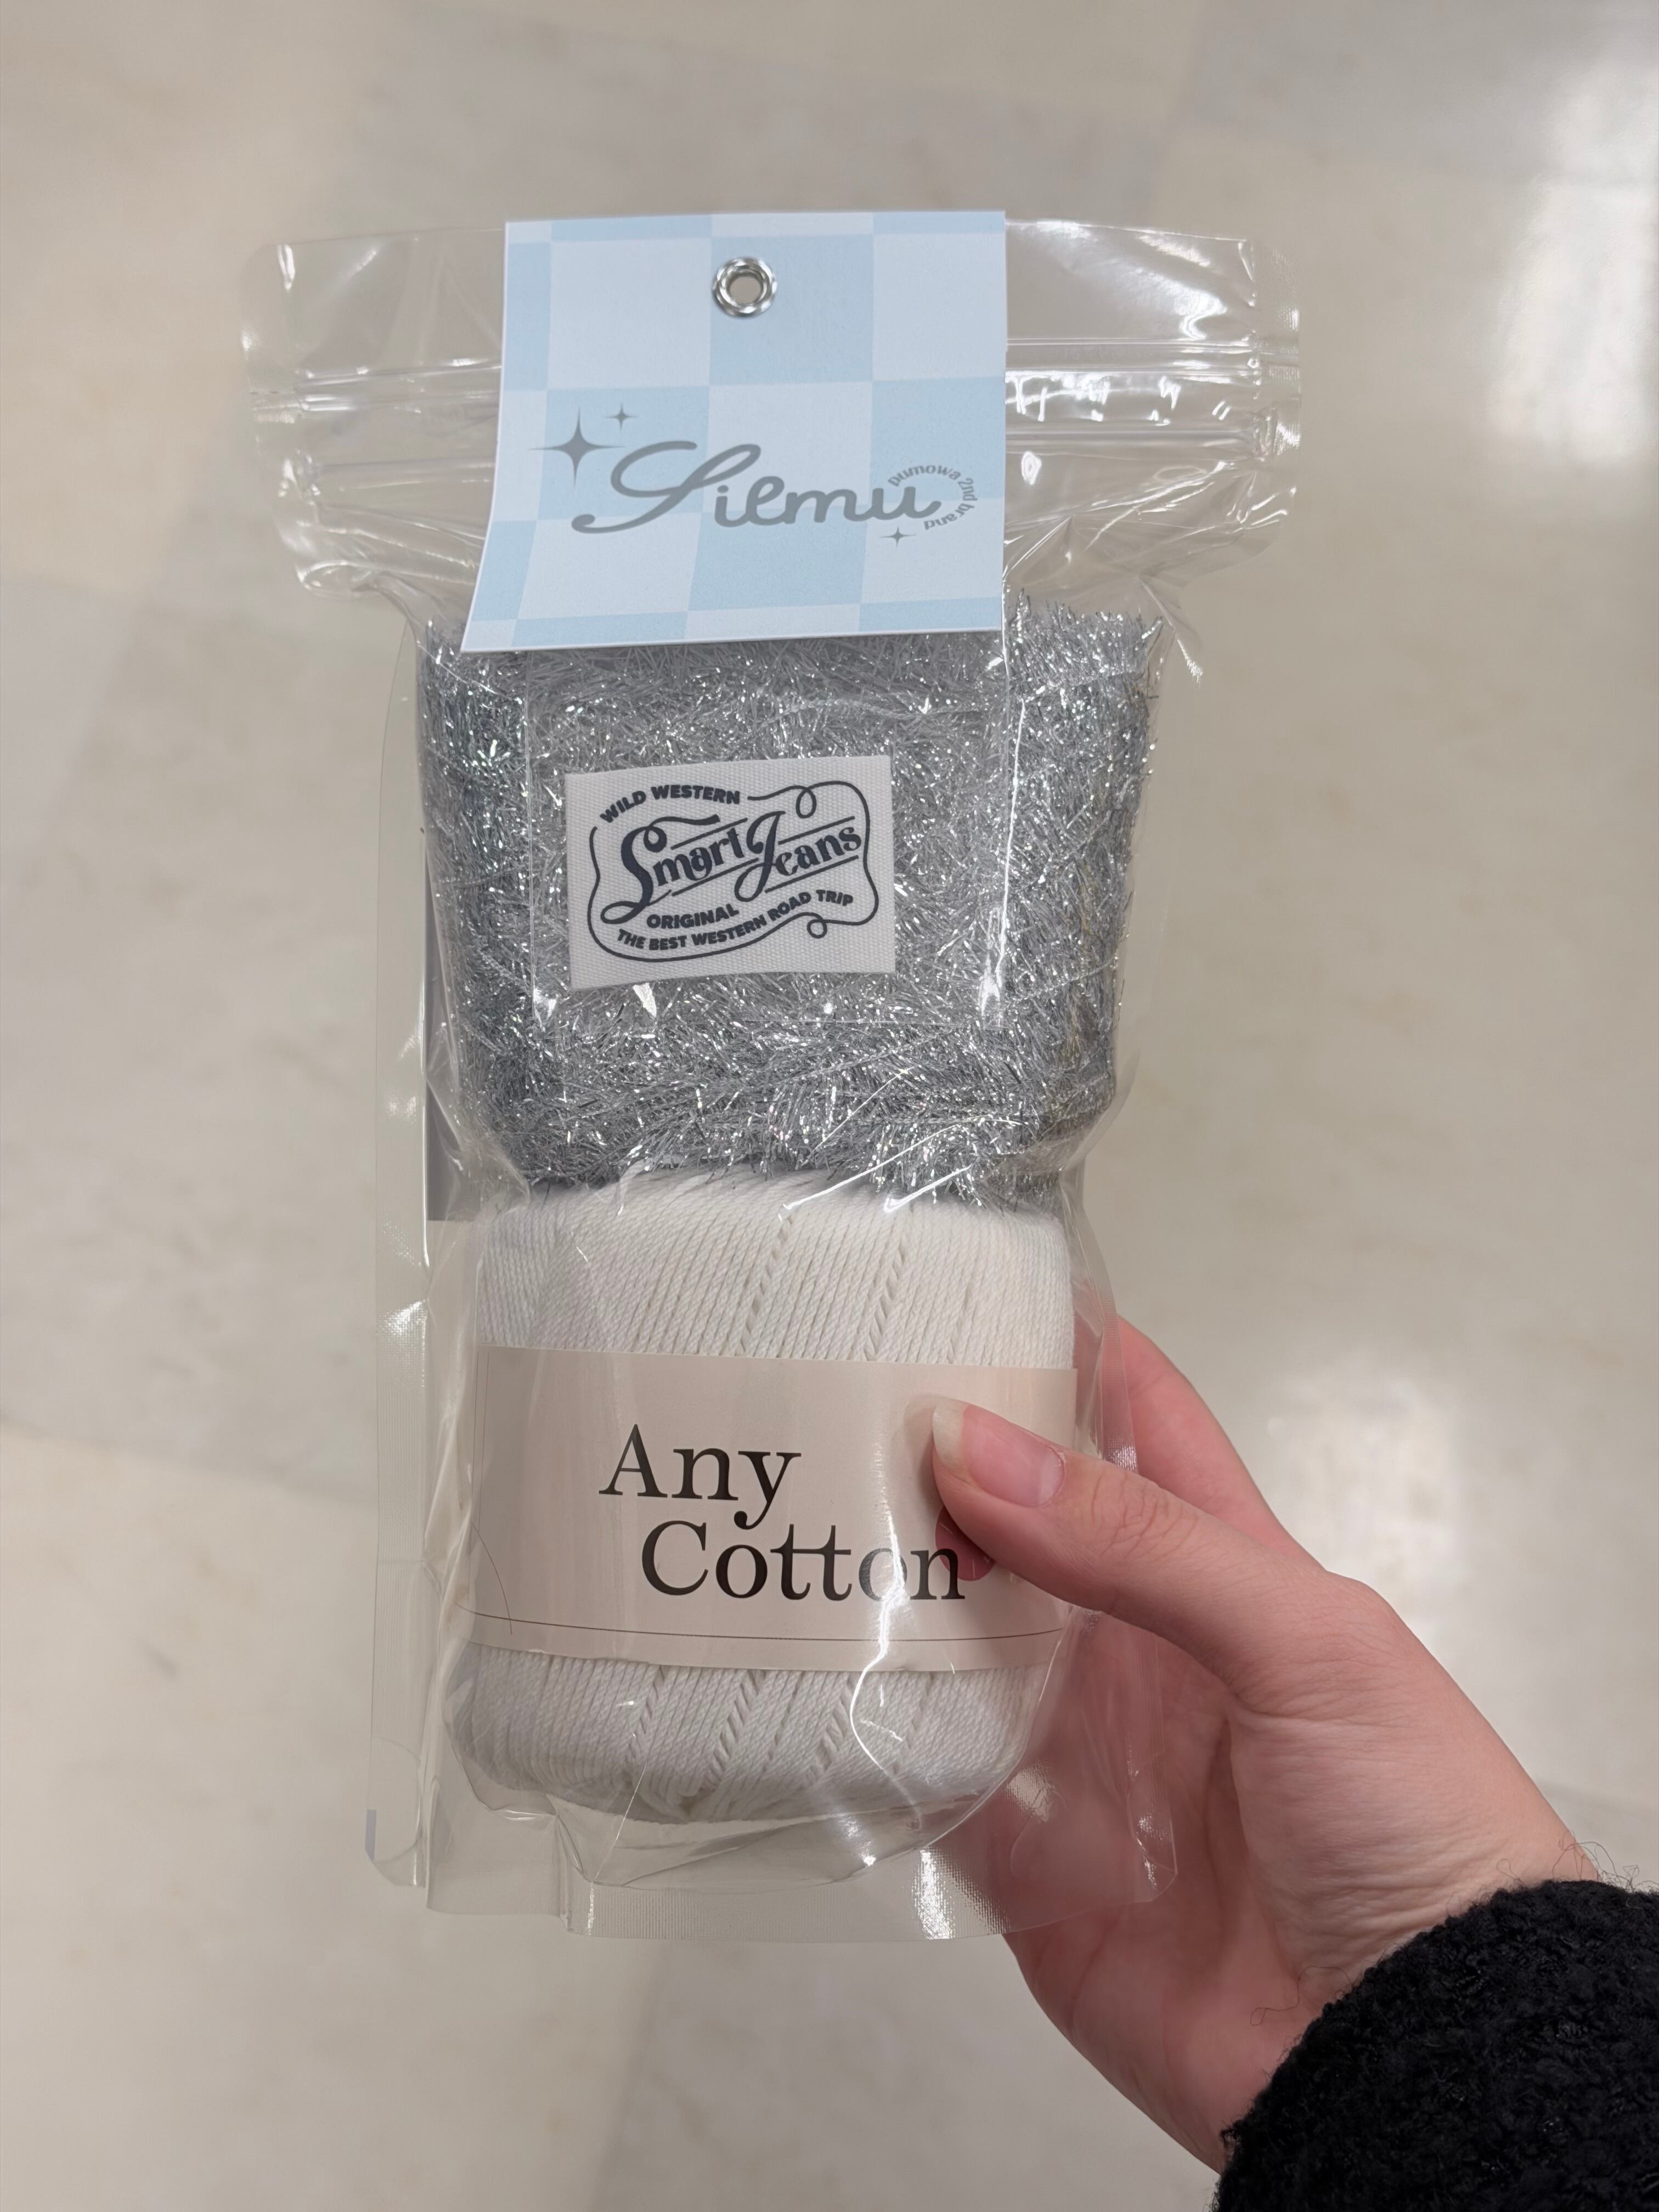 Silmu
pumowa 2nd brand
WILD WESTERN
Smart Jeans
ORIGINAL
THE BEST WESTERN ROAD TRIP
Any
Cotton